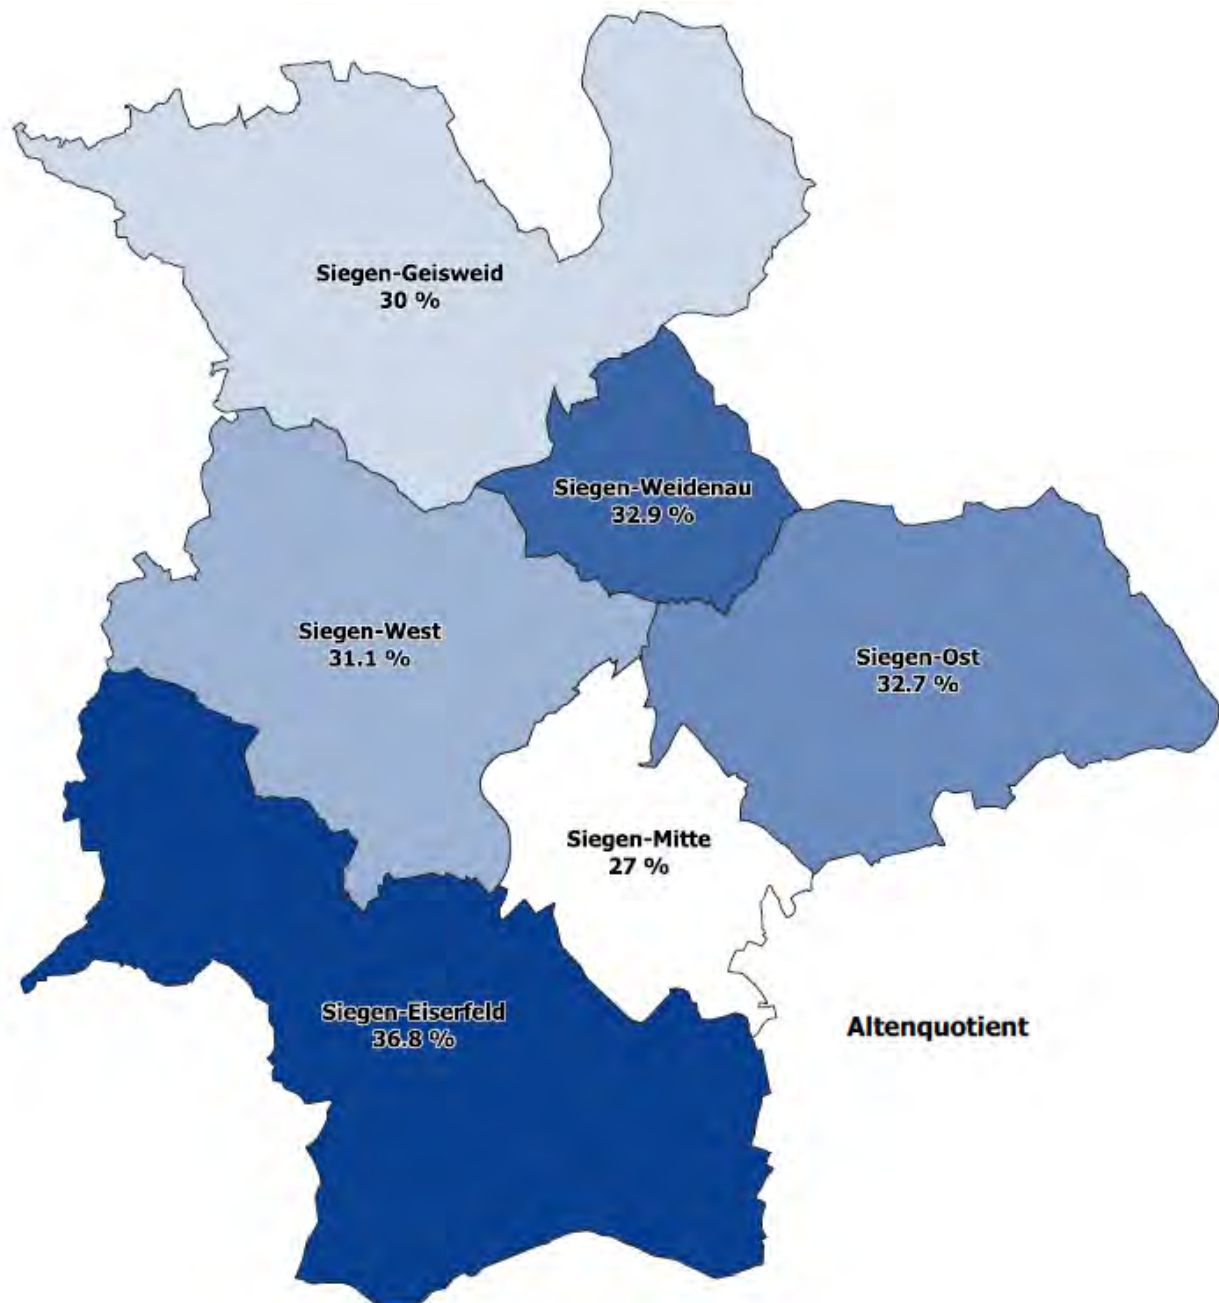 Siegen-Geisweid
30 %
Siegen-Weidenau
32.9 %
Siegen-West
31.1 %
Siegen-Ost
32.7 %
Siegen-Mitte
27 %
Siegen-Eiserfeld
36.8 %
Altenquotient